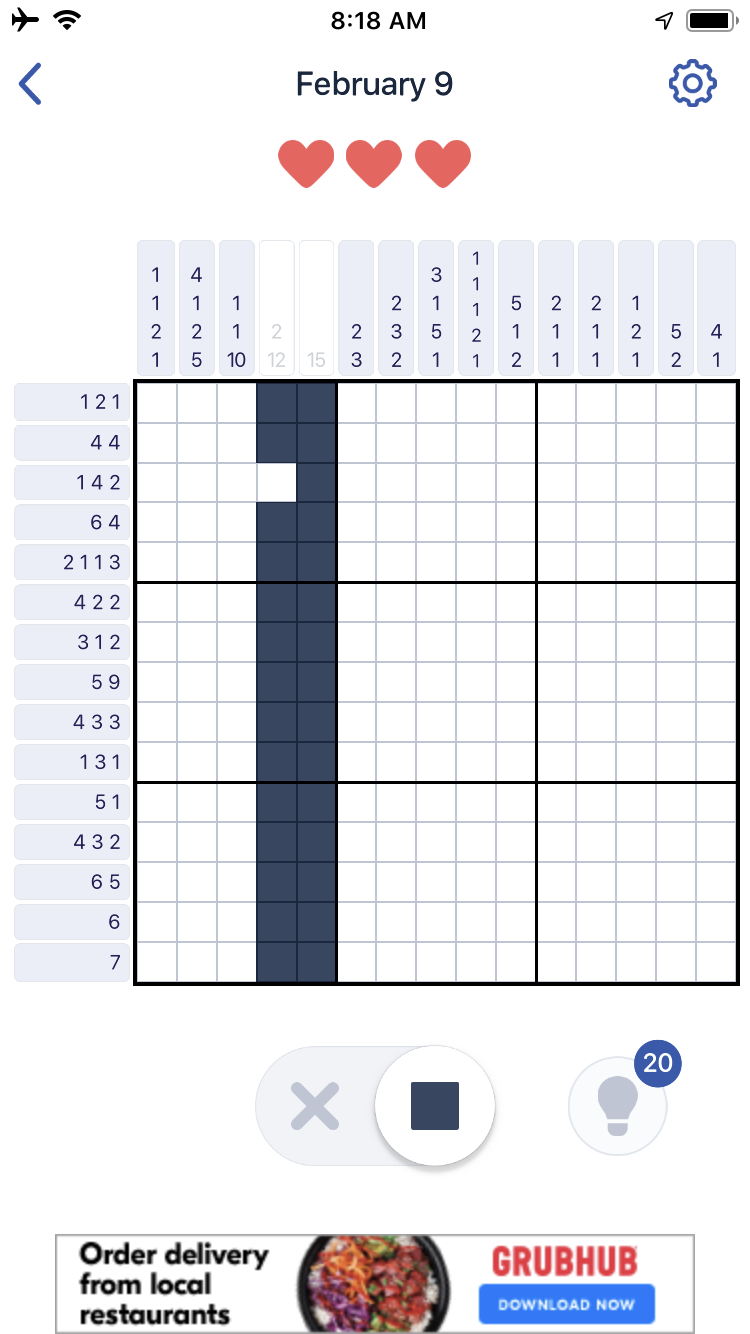 8:18 AM
February 9
1 1 2 1
4 1 2 5
1 1 10
2 12
15
2 3
2 3 2
3 1 5 1
1 1 1 2 1
5 1 2
2 1 1
2 1 1
1 2 1
5 2
4 1
1 2 1
4 4
1 4 2
6 4
2 1 1 3
4 2 2
3 1 2
5 9
4 3 3
1 3 1
5 1
4 3 2
6 5
6
7
20
Order delivery
from local
restaurants
GRUBHUB
DOWNLOAD NOW